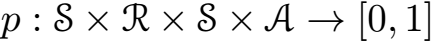 p : 𝒮 × ℛ × 𝒮 × 𝒜 → [0, 1]